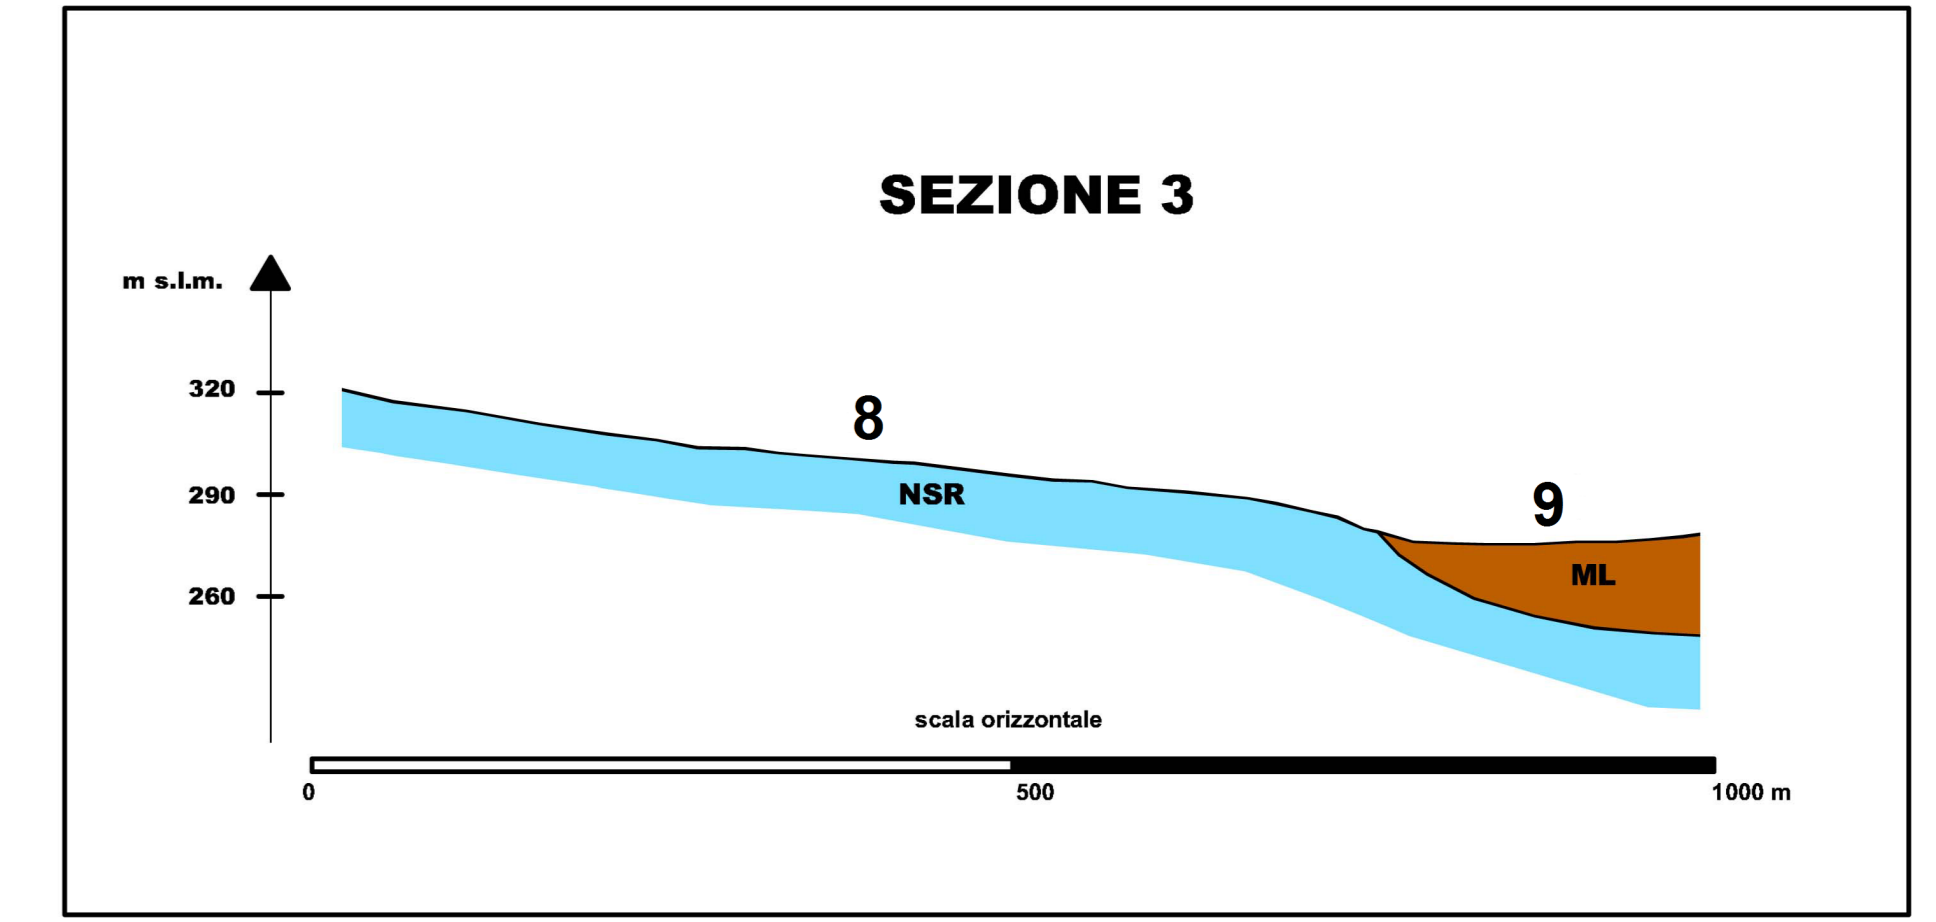 SEZIONE 3
m s.l.m.
320
8
290
NSR
9
ML
260
scala orizzontale
0
500
1000 m